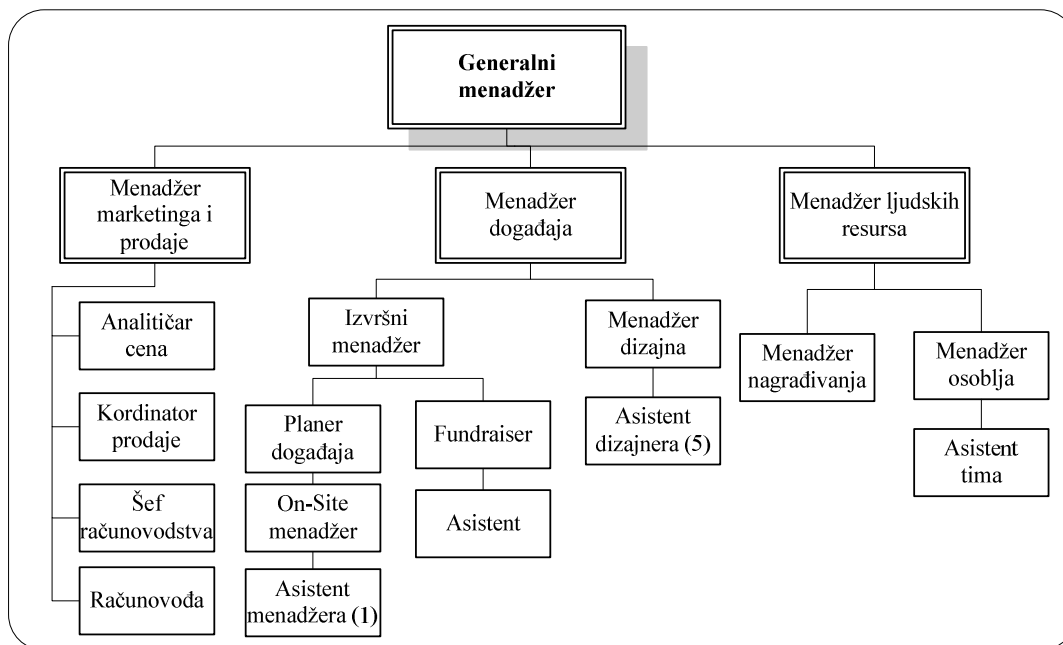 Generalni
menadžer
Menadžer
marketinga i
prodaje
Menadžer
događaja
Menadžer ljudskih
resursa
Analitičar
cena
Kordinator
prodaje
Šef
računovodstva
Računovođa
Izvršni
menadžer
Planer
događaja
On-Site
menadžer
Asistent
menadžera (1)
Fundraiser
Asistent
Menadžer
dizajna
Asistent
dizajnera (5)
Menadžer
nagrađivanja
Menadžer
osoblja
Asistent
tima